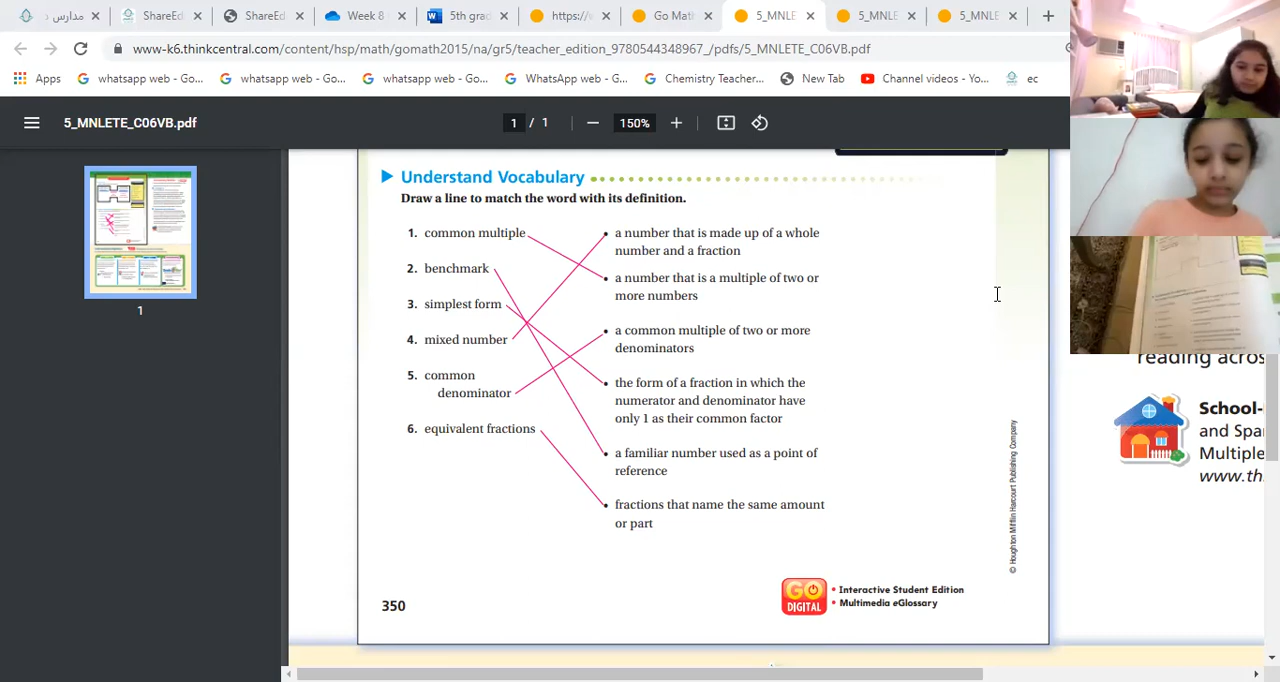 مدارس د
ShareEd
ShareEd
Week 8
5th grad
https://
Go Math
5_MNLE
5_MNLE
5_MNLE
www-k6.thinkcentral.com/content/hsp/math/gomath2013/na/gr5/teacher_edition_9780544348967_/pdfs/5_MNLETE_C06VB.pdf
Apps
whatsapp web - Go...
whatsapp web - Go...
whatsapp web - Go...
Whatsapp web - G...
Chemistry Teacher...
New Tab
Channel videos - Yo...
ec
5_MNLETE_C06VB.pdf
1 / 1
150%
1
Understand Vocabulary
Draw a line to match the word with its definition.
1. common multiple
2. benchmark
3. simplest form
4. mixed number
5. common
denominator
6. equivalent fractions
• a number that is made up of a whole
number and a fraction
• a number that is a multiple of two or
more numbers
• a common multiple of two or more
denominators
• the form of a fraction in which the
numerator and denominator have
only 1 as their common factor
• a familiar number used as a point of
reference
• fractions that name the same amount
or part
© Houghton Mifflin Harcourt Publishing Company
350
GO
DIGITAL
• Interactive Student Edition
• Multimedia eGlossary
reading acros
School-
and Spa
Multiple
www.th